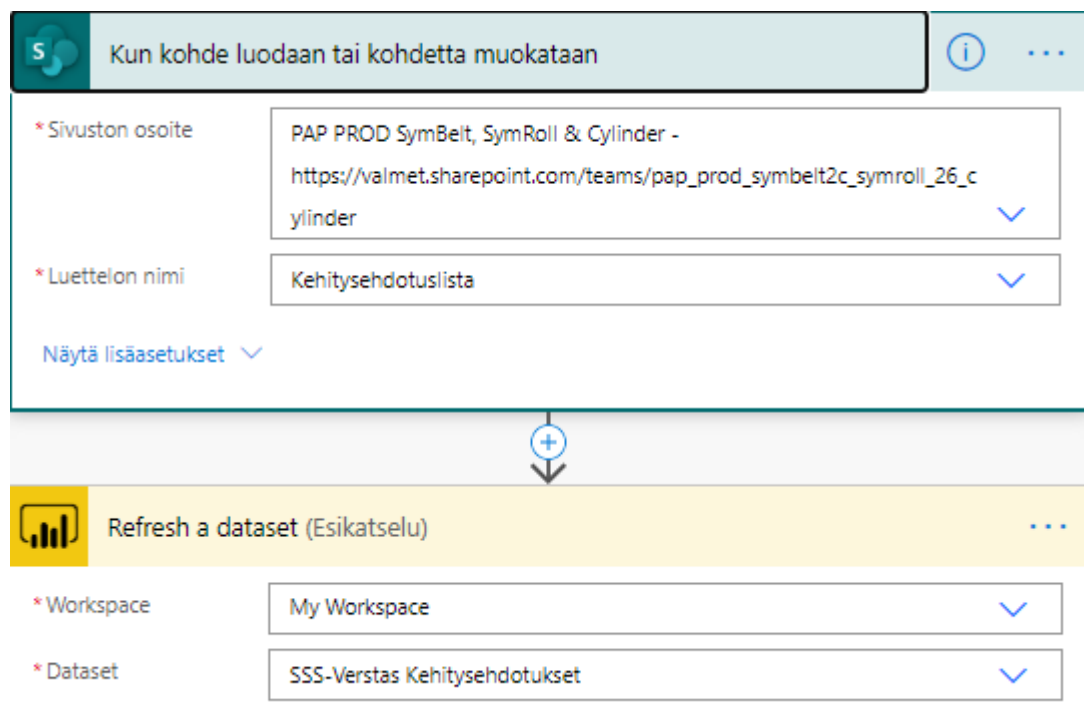 Kun kohde luodaan tai kohdetta muokataan
* Sivuston osoite
PAP PROD SymBelt, SymRoll & Cylinder -
https://valmet.sharepoint.com/teams/pap_prod_symbelt2c_symroll_26_c
ylinder
* Luettelon nimi
Kehitysehdotuslista
Näytä lisäasetukset
Refresh a dataset (Esikatselu)
* Workspace
My Workspace
* Dataset
SSS-Verstas Kehitysehdotukset